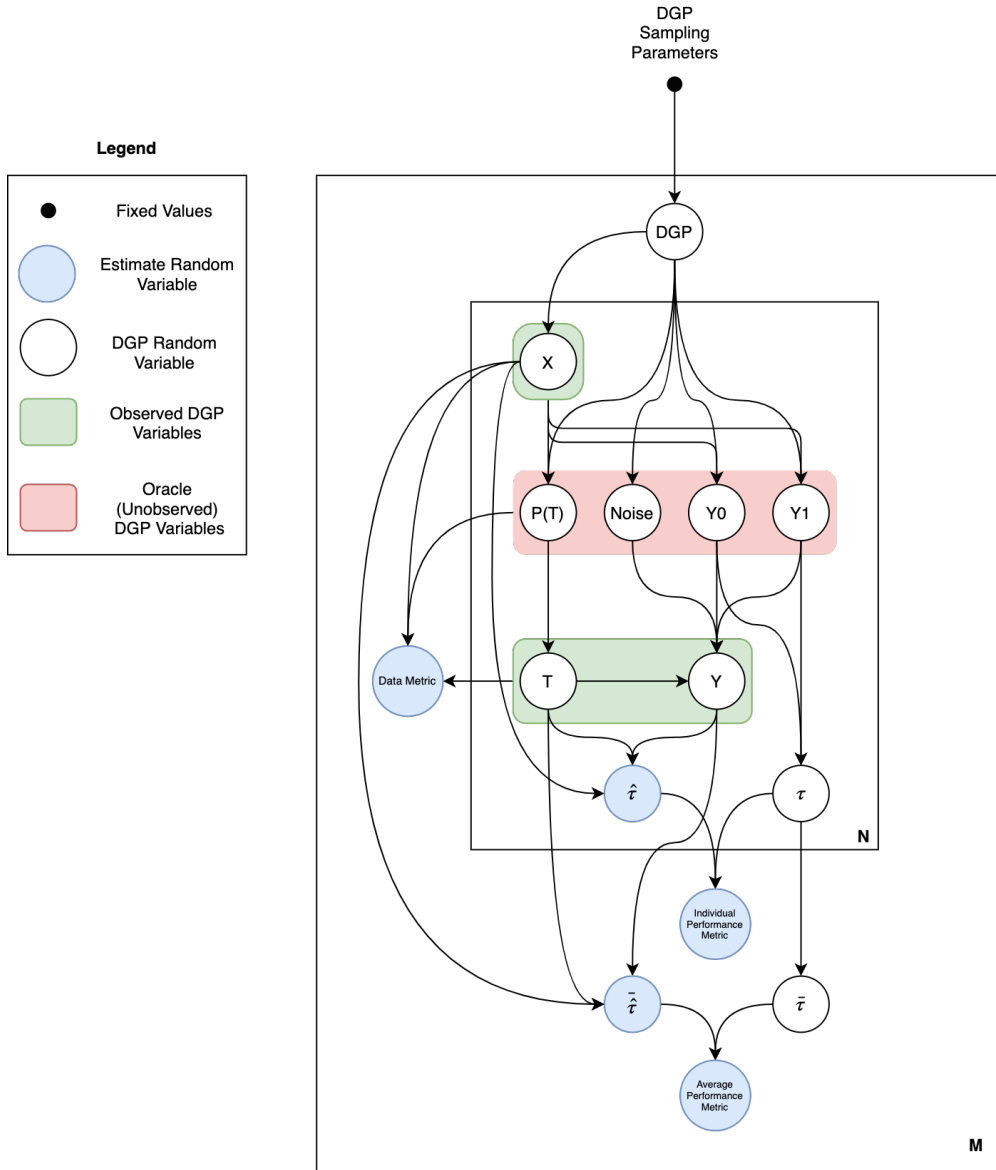 DGP
Sampling
Parameters
Legend
Fixed Values
Estimate Random
Variable
DGP Random
Variable
Observed DGP
Variables
Oracle
(Unobserved)
DGP Variables
DGP
X
P(T)
Noise
Y0
Y1
Data Metric
T
Y
τ̂
τ
N
Individual
Performance
Metric
τ̂̄
τ̄
Average
Performance
Metric
M